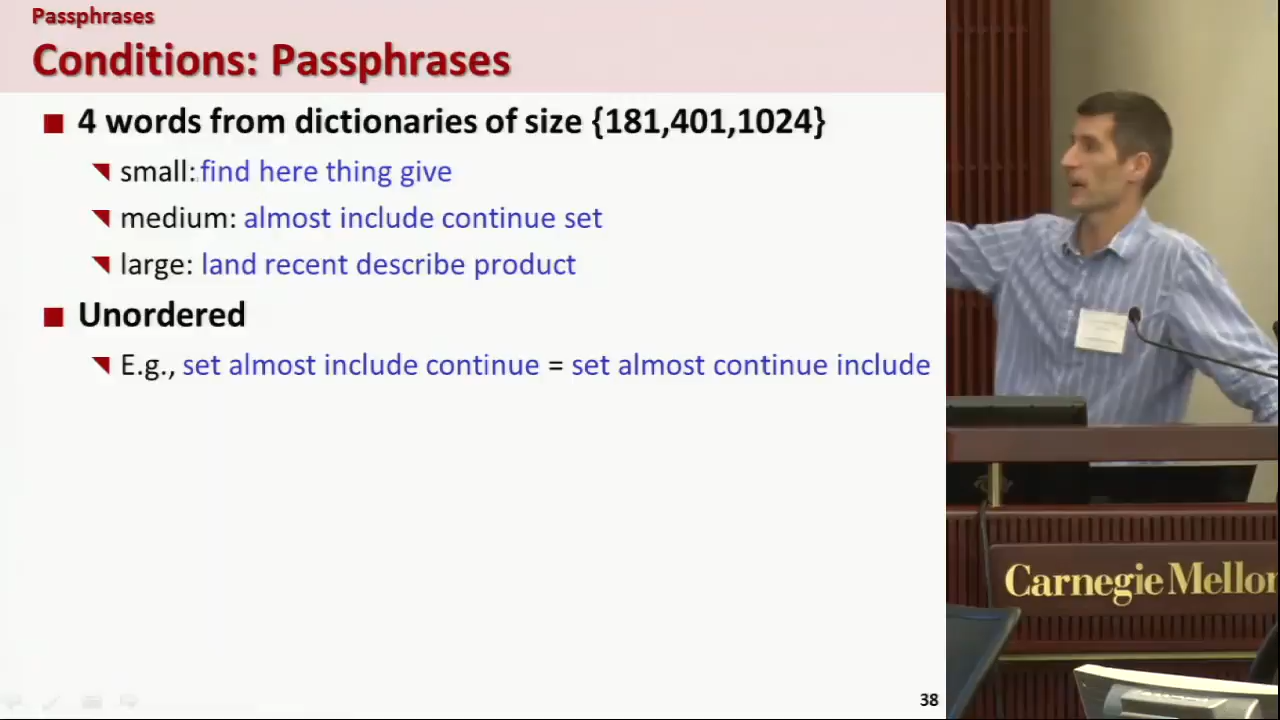 Passphrases
Conditions: Passphrases
4 words from dictionaries of size {181,401,1024}
small: find here thing give
medium: almost include continue set
large: land recent describe product
Unordered
E.g., set almost include continue = set almost continue include
38
Carnegie Mellon